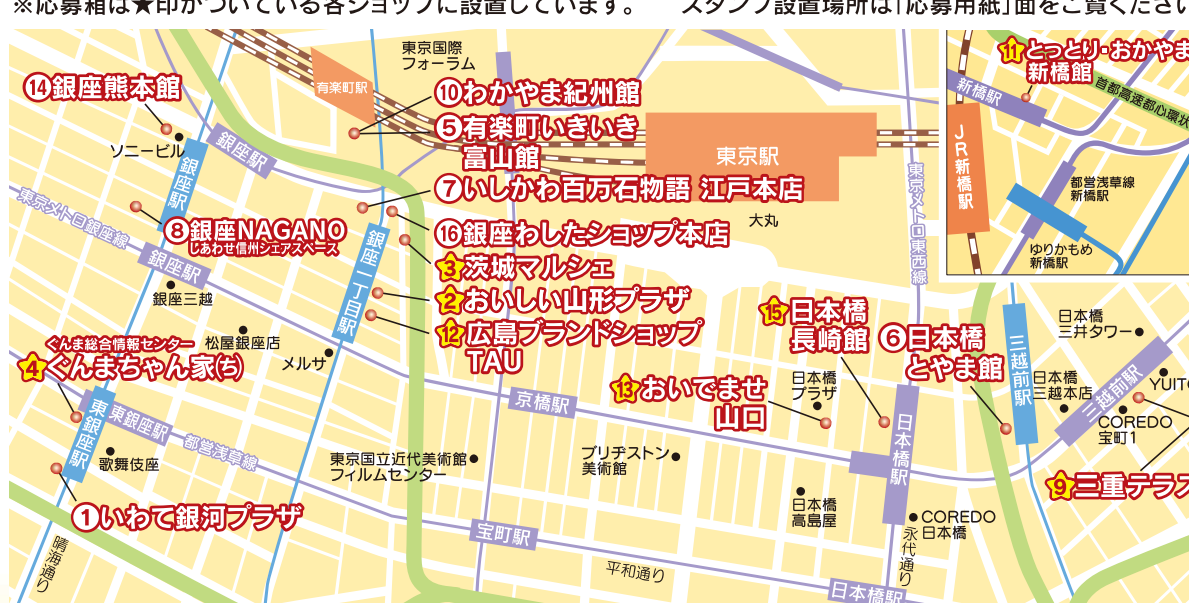 ※応募箱は★印がついている各ショップに設置しています。 スタンプ設置場所は「応募用紙」面をご覧ください
東京国際
フォーラム
有楽町駅
⑭銀座熊本館
ソニービル
銀座駅
銀座駅
⑩わかやま紀州館
⑤有楽町いきいき
富山館
東京駅
大丸
⑦いしかわ百万石物語 江戸本店
東京メトロ銀座線
⑧銀座NAGANO
しあわせ信州シェアスペース
⑯銀座わしたショップ本店
③茨城マルシェ
②おいしい山形プラザ
⑫広島ブランドショップ
TAU
銀座駅
銀座三越
銀座一丁目駅
松屋銀座店
メルサ
ぐんま総合情報センター
④ぐんまちゃん家(ち)
東銀座駅
東銀座駅
都営浅草線
歌舞伎座
①いわて銀河プラザ
晴海通り
東京国立近代美術館
フィルムセンター
京橋駅
宝町駅
平和通り
ブリヂストン
美術館
⑬おいでませ
山口
日本橋
プラザ
⑮日本橋
長崎館
⑥日本橋
とやま館
東京メトロ東西線
日本橋駅
日本橋
高島屋
COREDO
日本橋
永代通り
日本橋駅
三越前駅
日本橋
三井タワー
日本橋
三越本店
三越前駅
YUITO
COREDO
宝町1
⑨三重テラス
⑪とっとり・おかやま
新橋館
新橋駅
首都高速都心環状
JR新橋駅
都営浅草線
新橋駅
ゆりかもめ
新橋駅